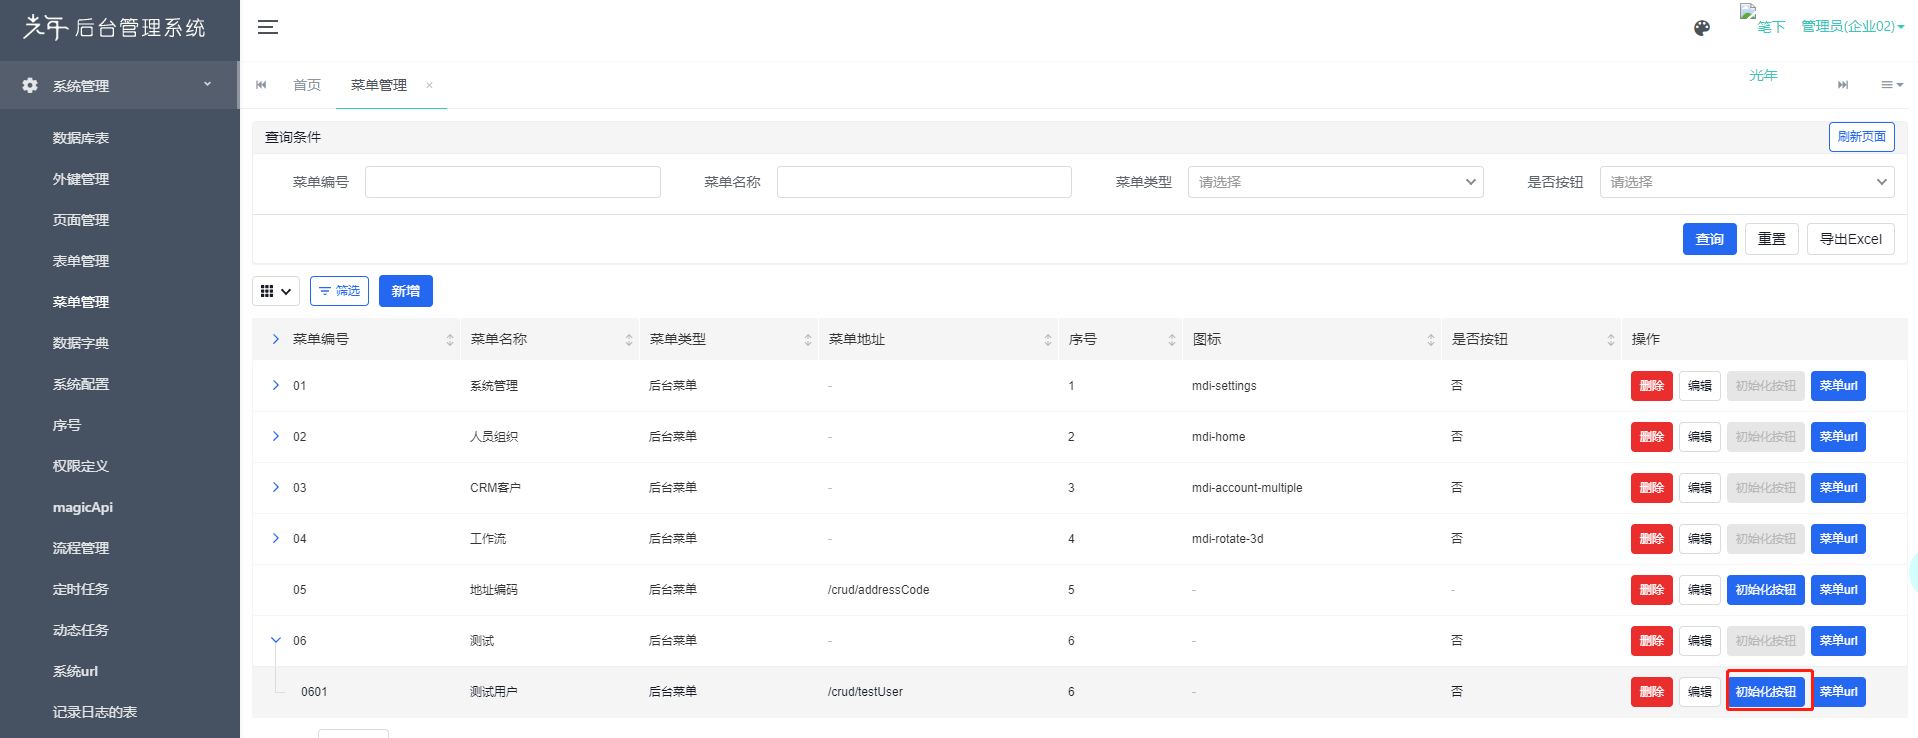 光年 后台管理系统
笔下光年
管理员(企业02)
系统管理
首页
菜单管理
×
数据库表
外键管理
页面管理
表单管理
菜单管理
数据字典
系统配置
序号
权限定义
magicApi
流程管理
定时任务
动态任务
系统url
记录日志的表
查询条件
刷新页面
菜单编号
菜单名称
菜单类型 请选择
是否按钮 请选择
查询 重置 导出Excel
筛选 新增
菜单编号 菜单名称 菜单类型 菜单地址 序号 图标 是否按钮 操作
01 系统管理 后台菜单 - 1 mdi-settings 否 删除 编辑 初始化按钮 菜单url
02 人员组织 后台菜单 - 2 mdi-home 否 删除 编辑 初始化按钮 菜单url
03 CRM客户 后台菜单 - 3 mdi-account-multiple 否 删除 编辑 初始化按钮 菜单url
04 工作流 后台菜单 - 4 mdi-rotate-3d 否 删除 编辑 初始化按钮 菜单url
05 地址编码 后台菜单 /crud/addressCode 5 - - 删除 编辑 初始化按钮 菜单url
06 测试 后台菜单 - 6 - 否 删除 编辑 初始化按钮 菜单url
0601 测试用户 后台菜单 /crud/testUser 6 - 否 删除 编辑 初始化按钮 菜单url